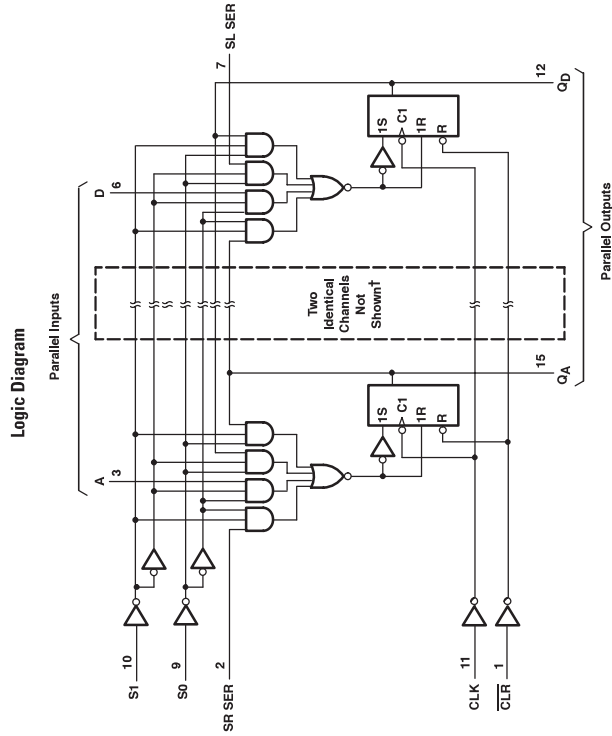 Logic Diagram
Parallel Inputs
A
3
D
6
S1
10
S0
9
SR SER
2
7
SL SER
Two
Identical
Channels
Not
Shown†
1S
C1
1R
R
1S
C1
1R
R
CLK
11
CLR
1
15
QA
12
QD
Parallel Outputs